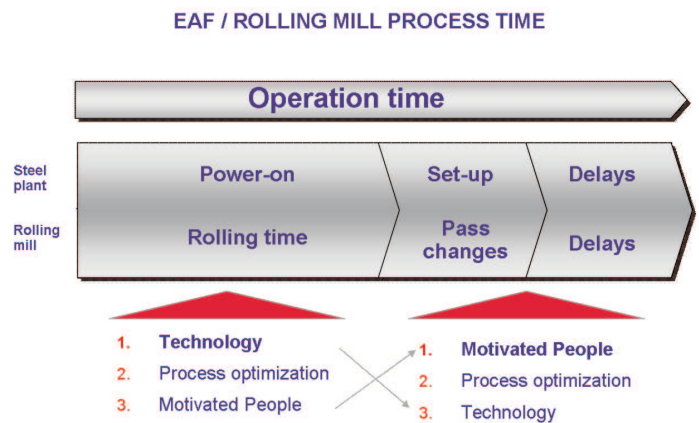 EAF / ROLLING MILL PROCESS TIME
Operation time
Steel
plant
Power-on
Set-up
Delays
Rolling
mill
Rolling time
Pass
changes
Delays
1. Technology
2. Process optimization
3. Motivated People
1. Motivated People
2. Process optimization
3. Technology